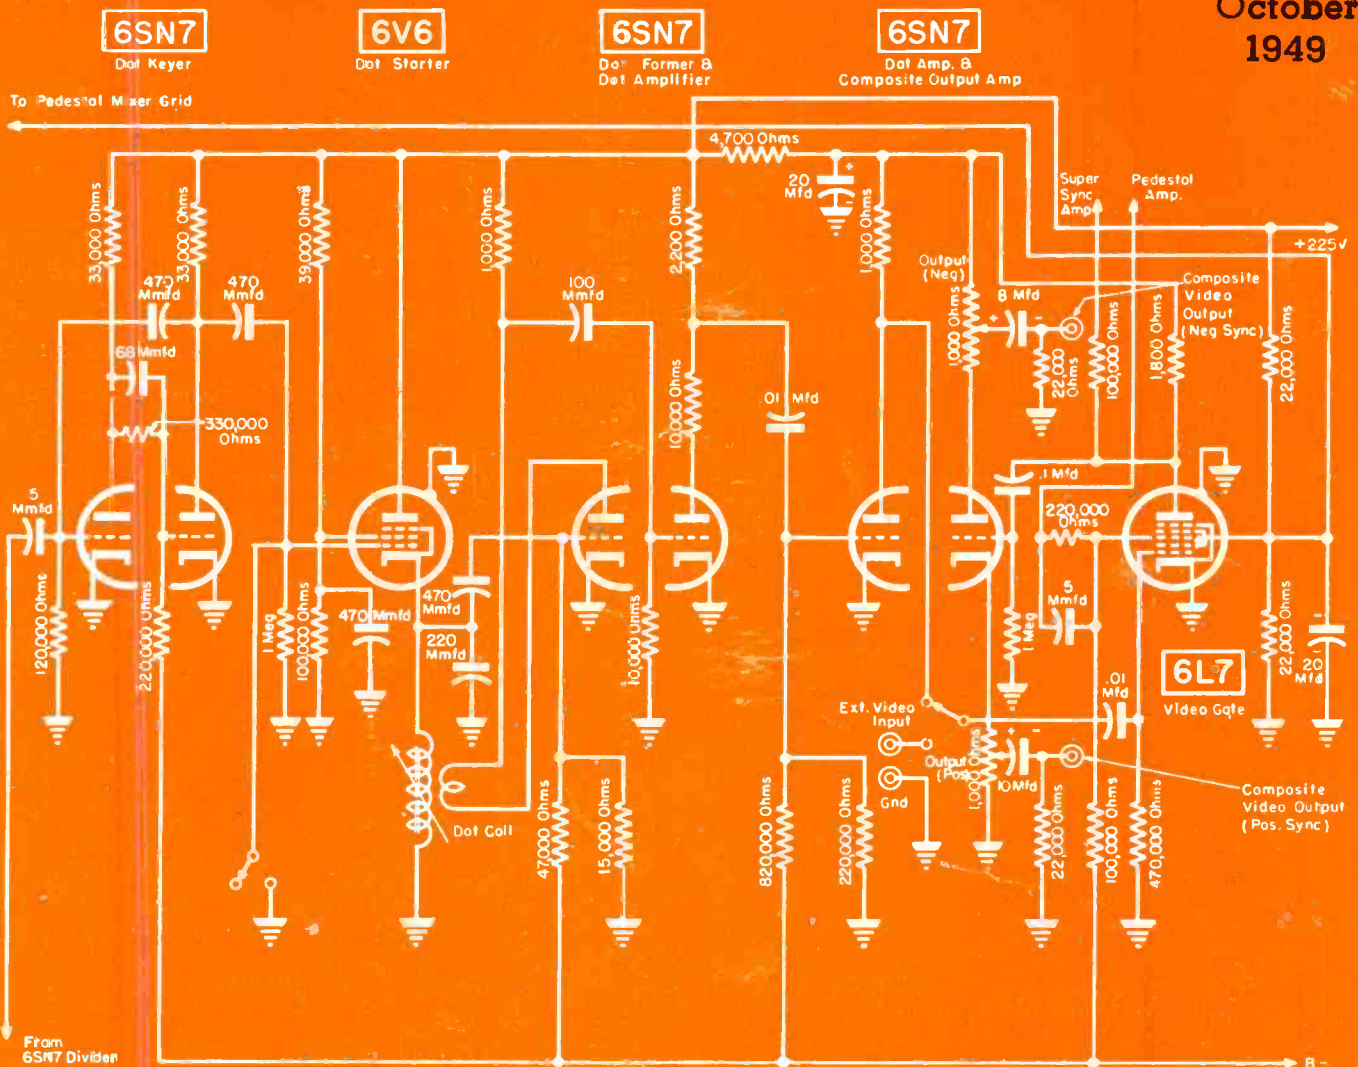 October
1949
6SN7
Dot Keyer
6V6
Dot Starter
6SN7
Dot Former &
Dot Amplifier
6SN7
Dot Amp. &
Composite Output Amp
To Pedestal Mixer Grid
4,700 Ohms
20
Mfd
Super
Sync
Amp
Pedestal
Amp.
+225V
33,000 Ohms
33,000 Ohms
39,000 Ohms
1,000 Ohms
2,200 Ohms
1,000 Ohms
Output
(Neg)
1,000 Ohms
8 Mfd
+
-
Composite
Video
Output
(Neg Sync)
470
Mmfd
470
Mmfd
100
Mmfd
68 Mmfd
22,000
Ohms
100,000 Ohms
1,800 Ohms
22,000 Ohms
330,000
Ohms
10,000 Ohms
.01 Mfd
.1 Mfd
5
Mmfd
220,000
Ohms
120,000 Ohms
220,000 Ohms
1 Meg
100,000 Ohms
470 Mmfd
470
Mmfd
220
Mmfd
10,000 Ohms
1 Meg
5
Mmfd
22,000 Ohms
20
Mfd
6L7
Video Gate
.01
Mfd
Ext. Video
Input
Output
(Pos)
1,000 Ohms
+
-
10 Mfd
Gnd
Composite
Video Output
(Pos. Sync)
Dot Coil
47,000 Ohms
15,000 Ohms
820,000 Ohms
220,000 Ohms
22,000 Ohms
100,000 Ohms
470,000 Ohms
From
6SN7 Divider
B-